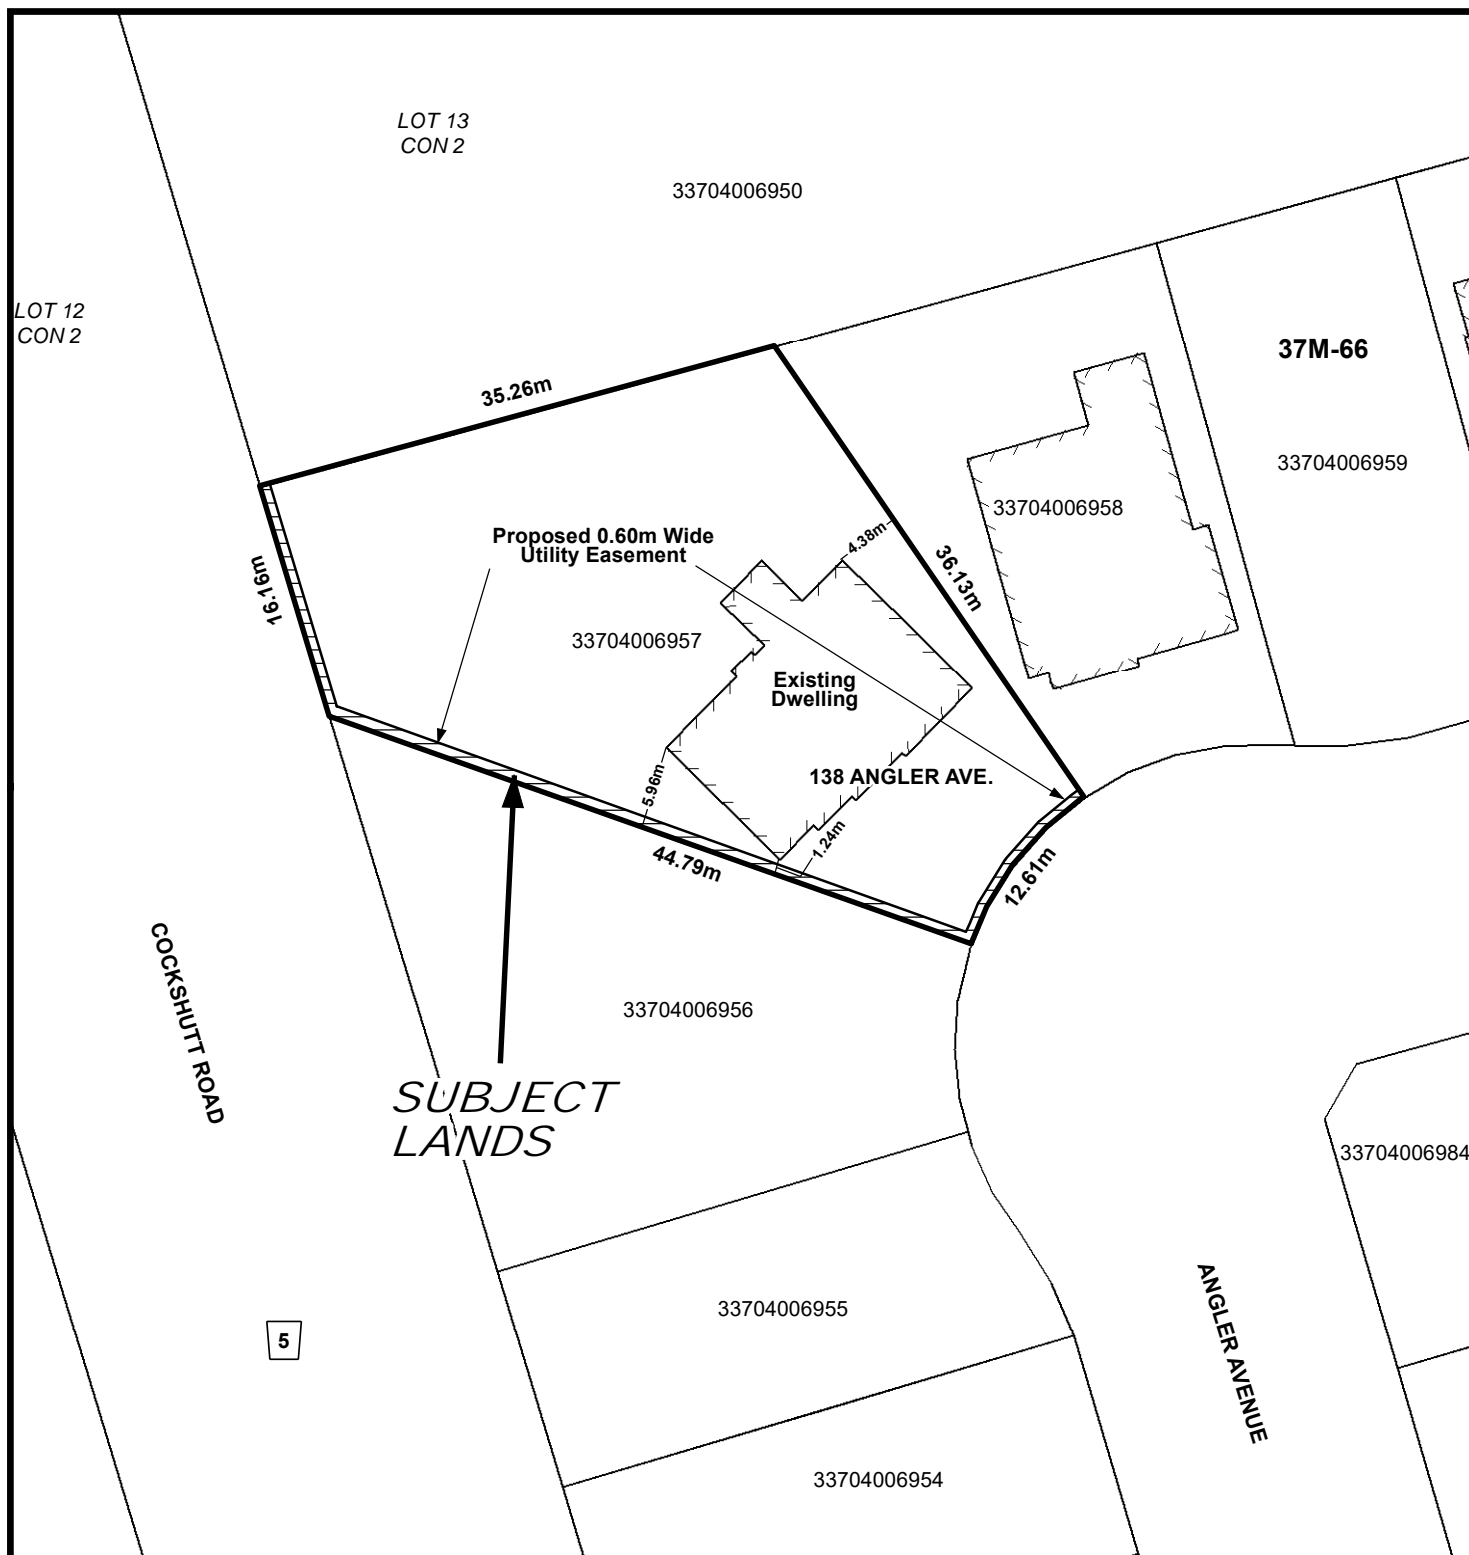 LOT 13
CON 2
33704006950
LOT 12
CON 2
37M-66
35.26m
33704006959
33704006958
Proposed 0.60m Wide
Utility Easement
4.38m
36.13m
16.16m
33704006957
Existing
Dwelling
138 ANGLER AVE.
5.96m
1.24m
44.79m
12.61m
COCKSHUTT ROAD
33704006956
SUBJECT
LANDS
33704006984
33704006955
ANGLER AVENUE
5
33704006954